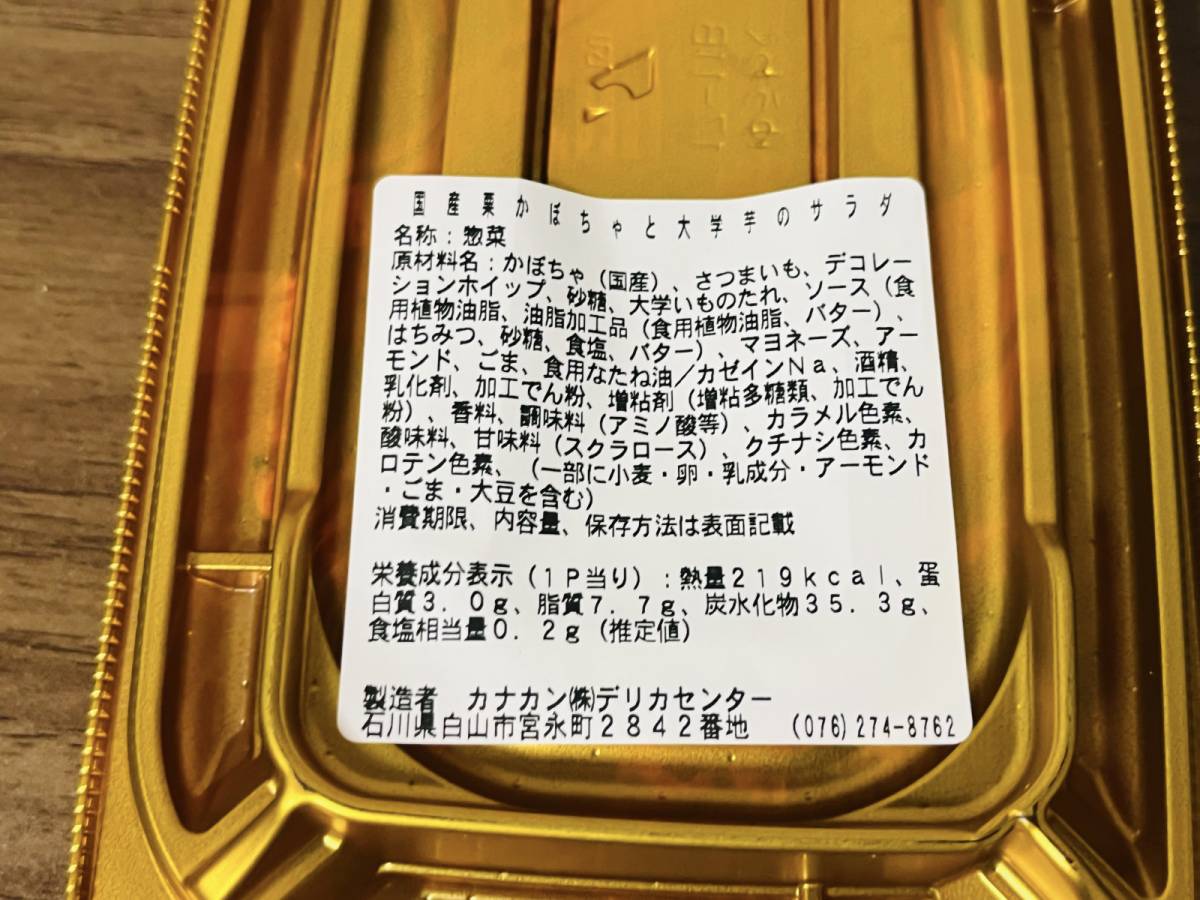 国産栗かぼちゃと大学芋のサラダ
名称：惣菜
原材料名：かぼちゃ（国産）、さつまいも、デコレー
ションホイップ、砂糖、大学いものたれ、ソース（食
用植物油脂、油脂加工品（食用植物油脂、バター）、
はちみつ、砂糖、食塩、バター）、マヨネーズ、アー
モンド、ごま、食用なたね油／カゼインＮａ、酒精、
乳化剤、加工でん粉、増粘剤（増粘多糖類、加工でん
粉）、香料、調味料（アミノ酸等）、カラメル色素、
酸味料、甘味料（スクラロース）、クチナシ色素、カ
ロテン色素、（一部に小麦・卵・乳成分・アーモンド
・ごま・大豆を含む）
消費期限、内容量、保存方法は表面記載
栄養成分表示（１Ｐ当り）：熱量２１９ｋｃａｌ、蛋
白質３．０ｇ、脂質７．７ｇ、炭水化物３５．３ｇ、
食塩相当量０．２ｇ（推定値）
製造者　カナカン㈱デリカセンター
石川県白山市宮永町２８４２番地　(076)274-8762